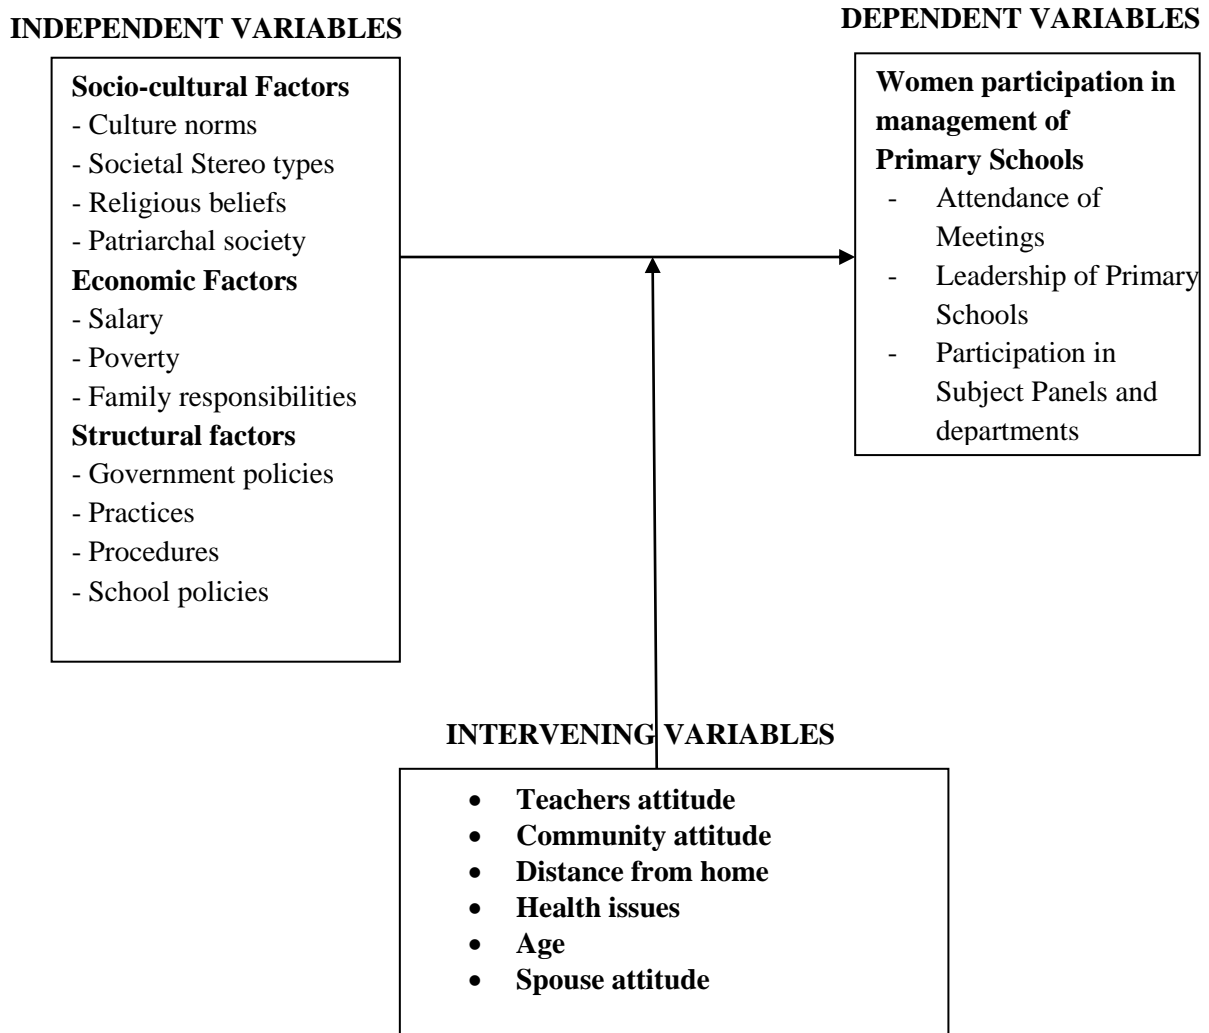 INDEPENDENT VARIABLES
Socio-cultural Factors
- Culture norms
- Societal Stereo types
- Religious beliefs
- Patriarchal society
Economic Factors
- Salary
- Poverty
- Family responsibilities
Structural factors
- Government policies
- Practices
- Procedures
- School policies
DEPENDENT VARIABLES
Women participation in
management of
Primary Schools
- Attendance of
Meetings
- Leadership of Primary
Schools
- Participation in
Subject Panels and
departments
INTERVENING VARIABLES
• Teachers attitude
• Community attitude
• Distance from home
• Health issues
• Age
• Spouse attitude